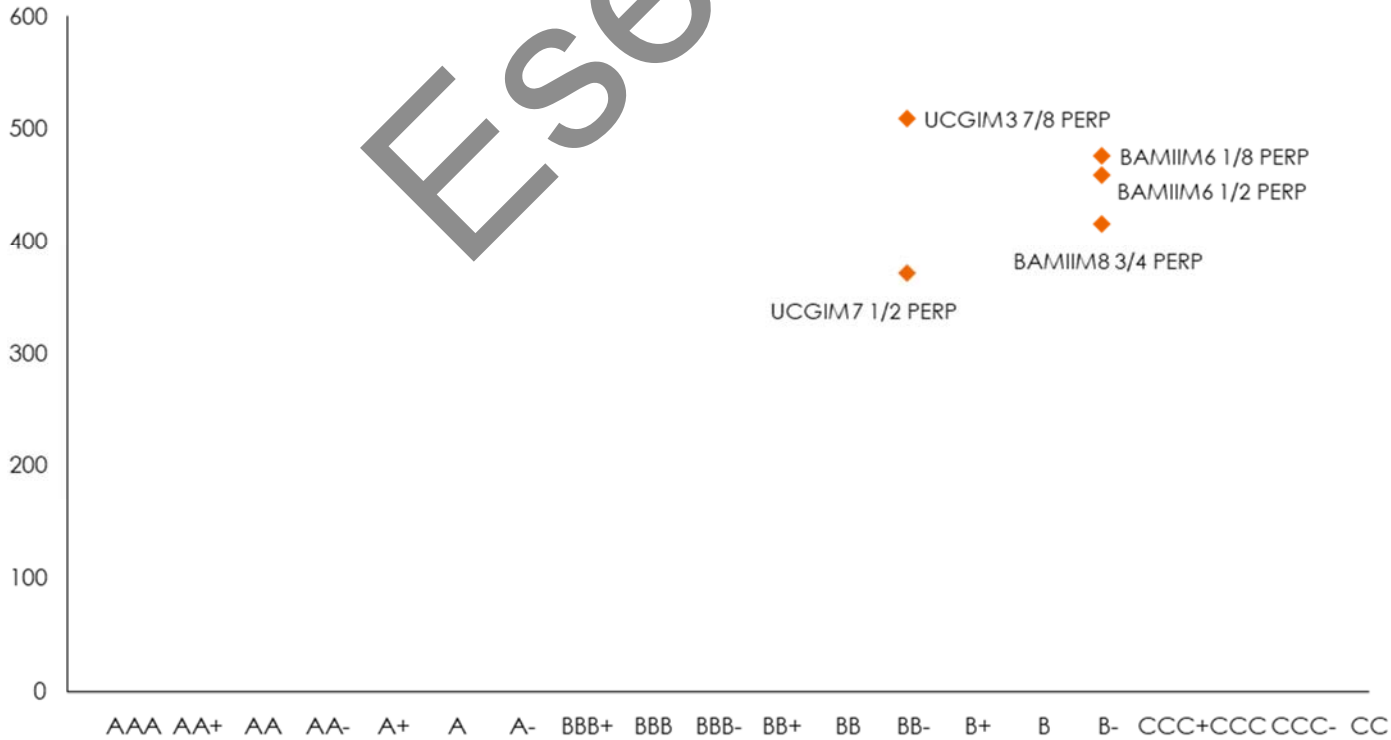 600
Ese
500
UCGIM3 7/8 PERP
BAMIIM6 1/8 PERP
BAMIIM6 1/2 PERP
400
BAMIIM8 3/4 PERP
UCGIM7 1/2 PERP
300
200
100
0
AAA AA+ AA AA- A+ A A- BBB+ BBB BBB- BB+ BB BB- B+ B B- CCC+ CCC CCC- CC